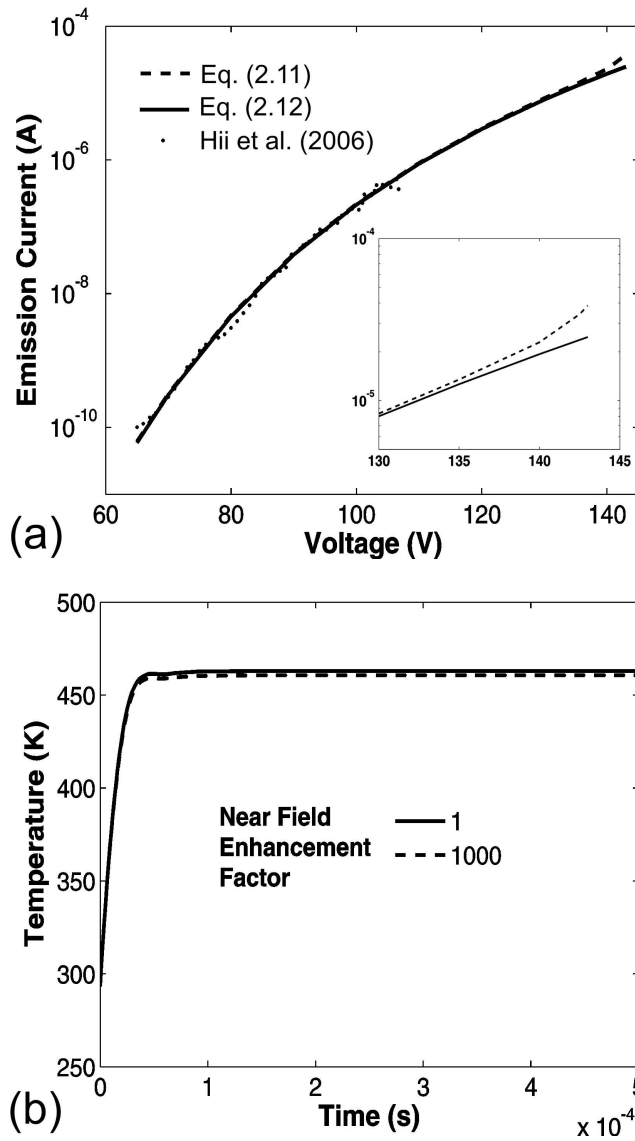 10^-4
Eq. (2.11)
Eq. (2.12)
Hii et al. (2006)
10^-6
10^-8
10^-10
Emission Current (A)
10^-4
10^-5
130 135 140 145
60 80 100 120 140
Voltage (V)
(a)
500
450
400
350
300
250
Temperature (K)
Near Field
Enhancement
Factor
1
1000
0 1 2 3 4 5
Time (s)
x 10^-4
(b)